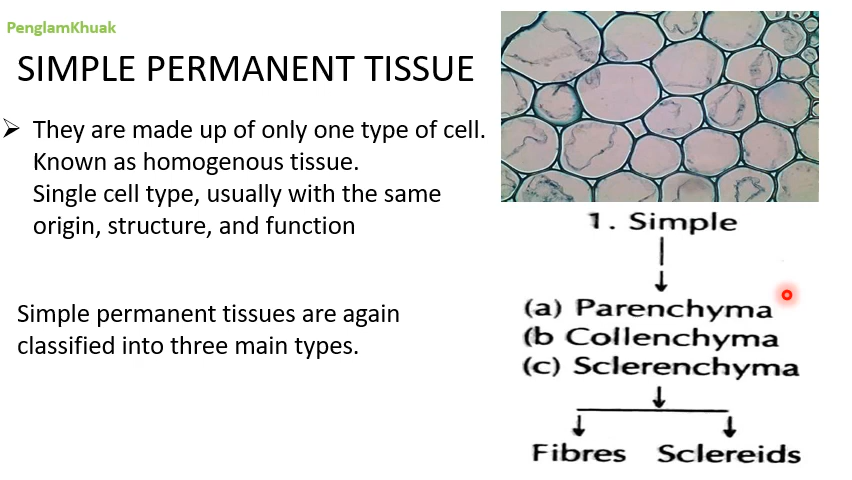 PenglamKhuak
SIMPLE PERMANENT TISSUE
➢ They are made up of only one type of cell.
Known as homogenous tissue.
Single cell type, usually with the same
origin, structure, and function
Simple permanent tissues are again
classified into three main types.
1. Simple
(a) Parenchyma
(b Collenchyma
(c) Sclerenchyma
Fibres Sclereids